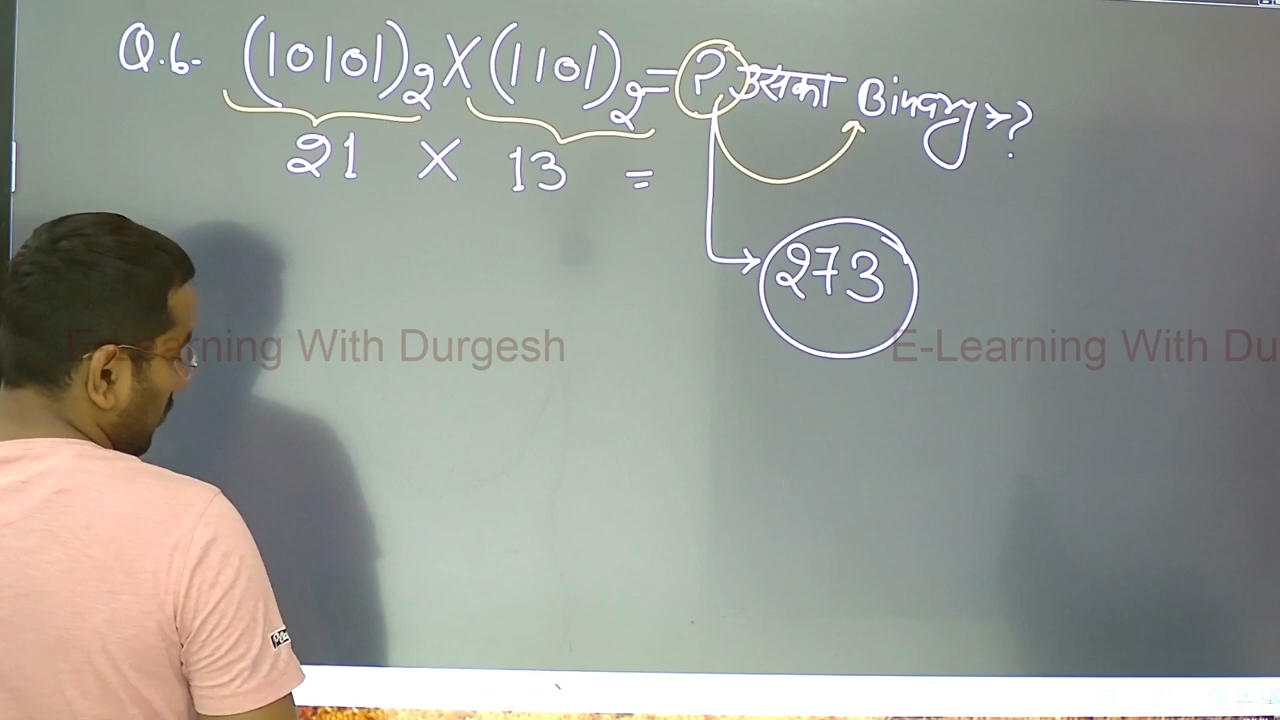 Q.6. (10101)₂ X (1101)₂ = ? उसका Binary → ?
21 X 13 =
273
E-Learning With Durgesh E-Learning With Du